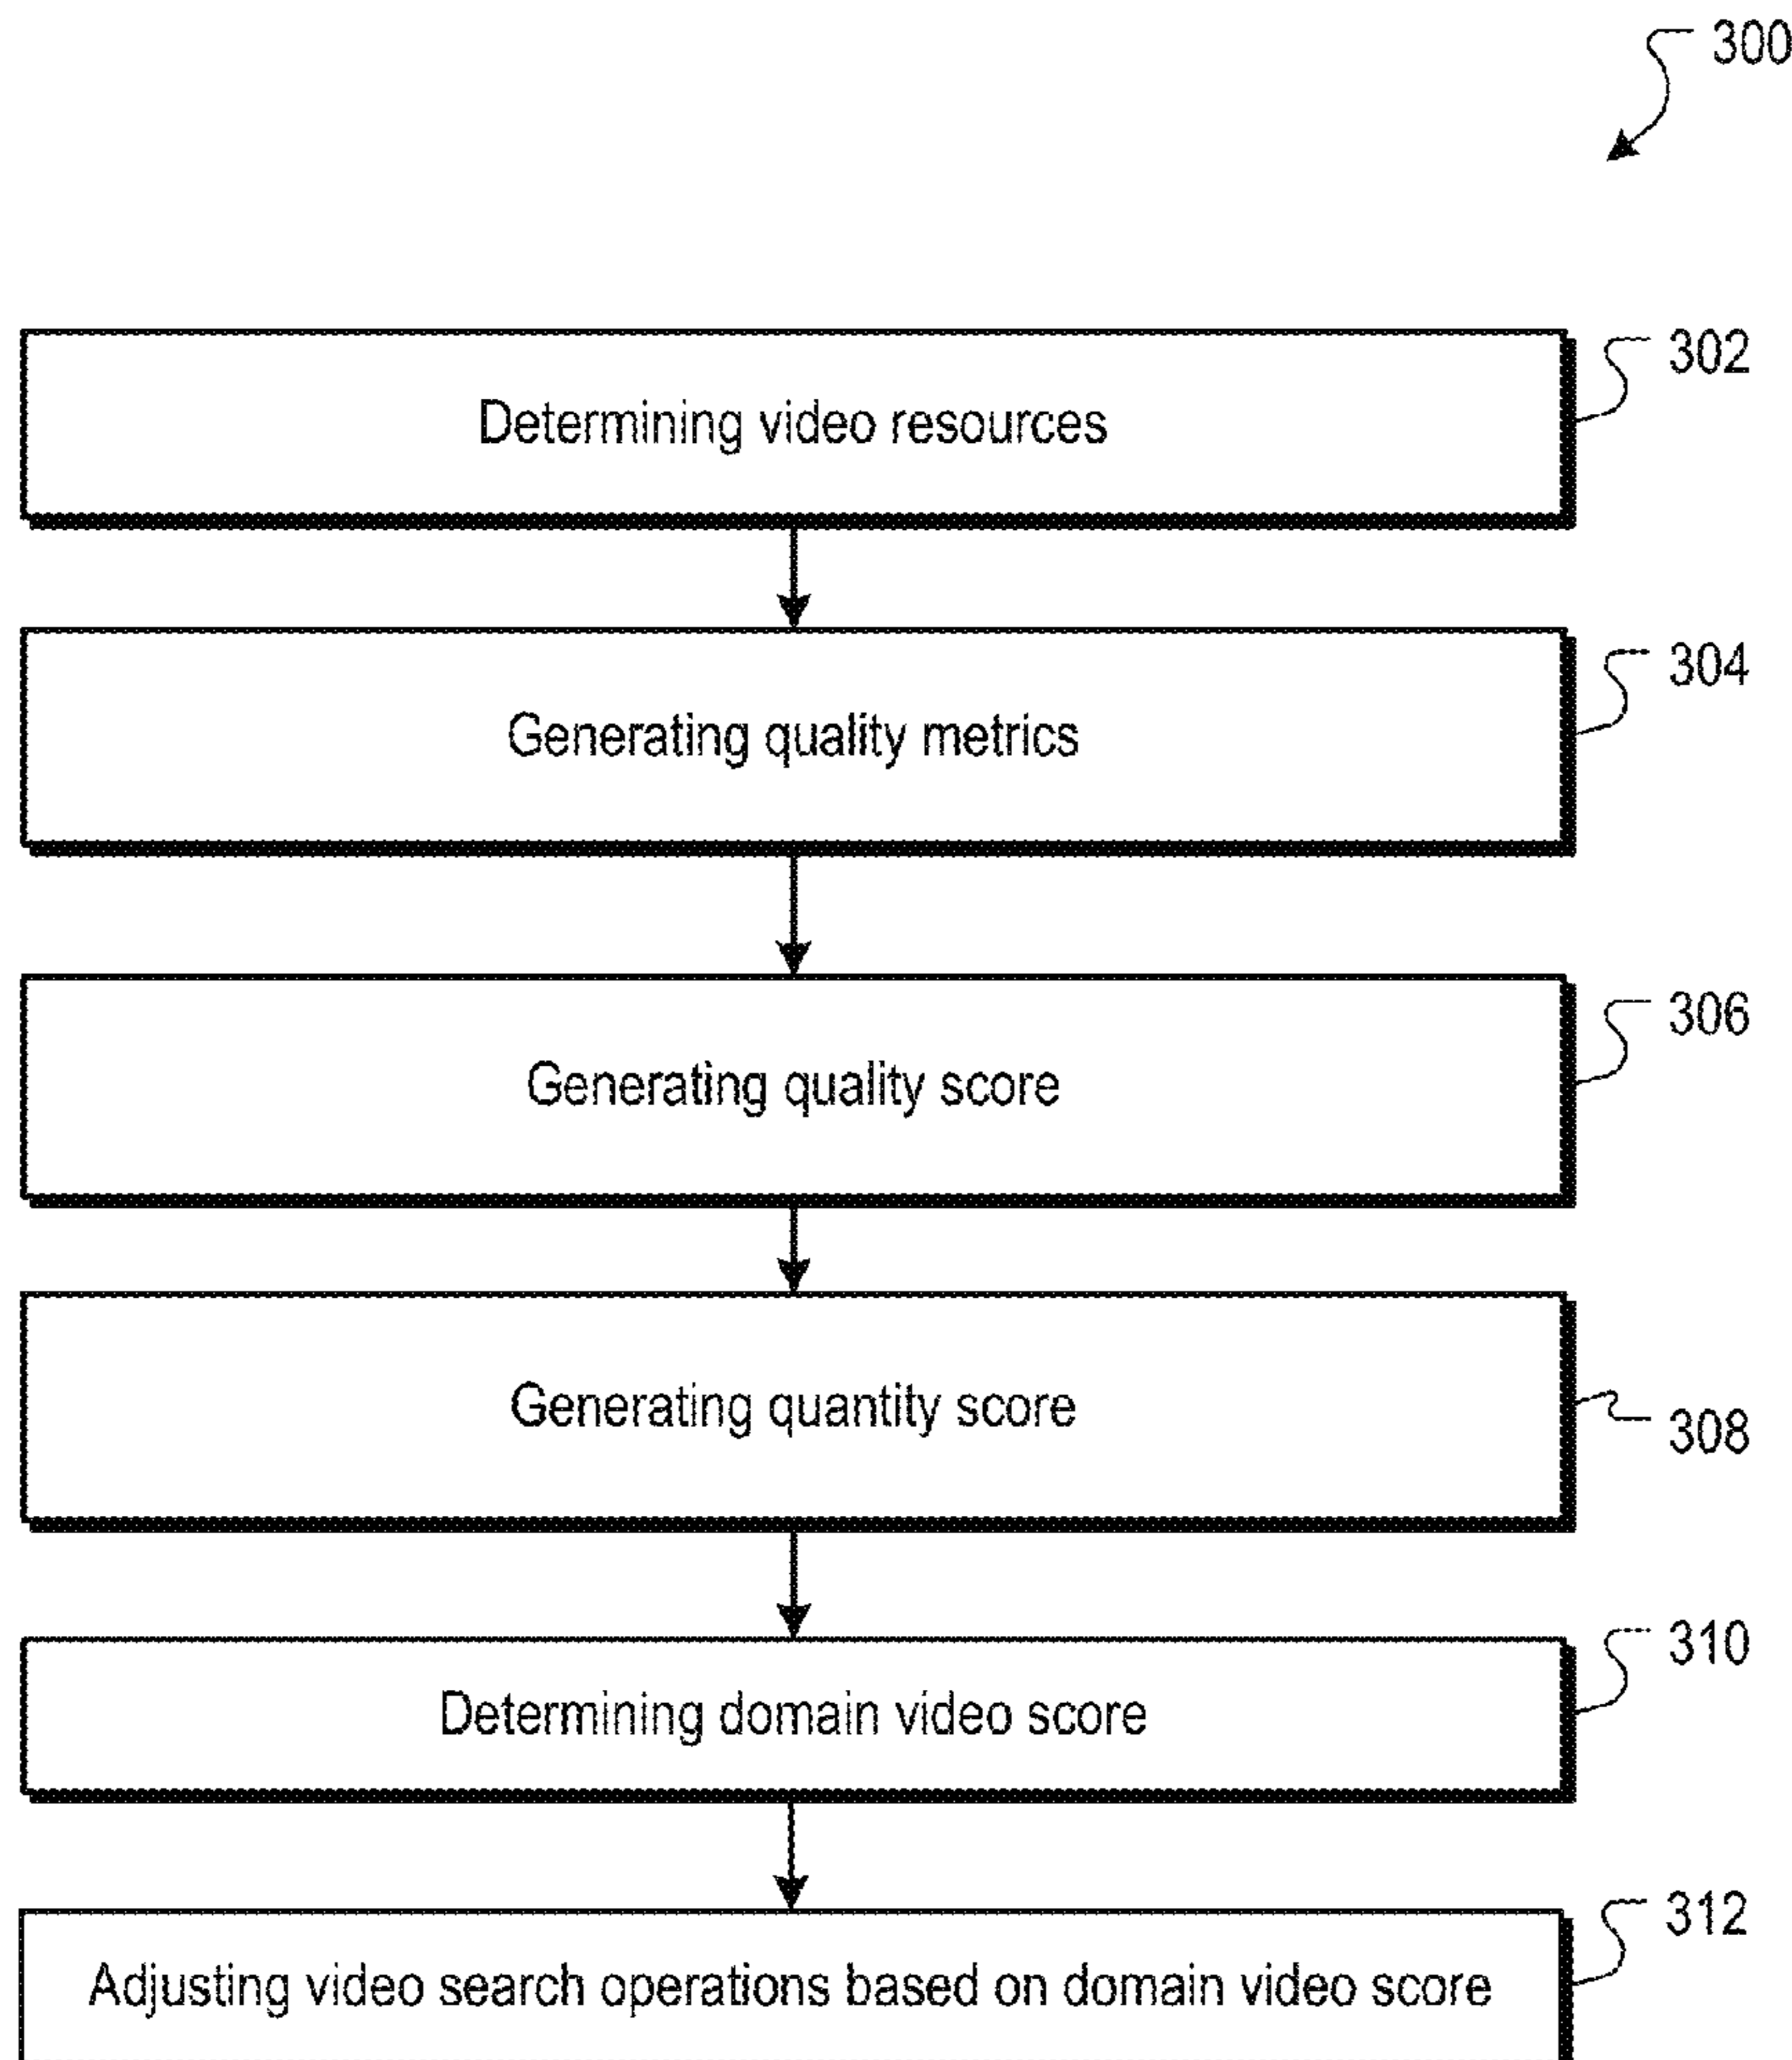 300
Determining video resources
302
Generating quality metrics
304
Generating quality score
306
Generating quantity score
308
Determining domain video score
310
Adjusting video search operations based on domain video score
312